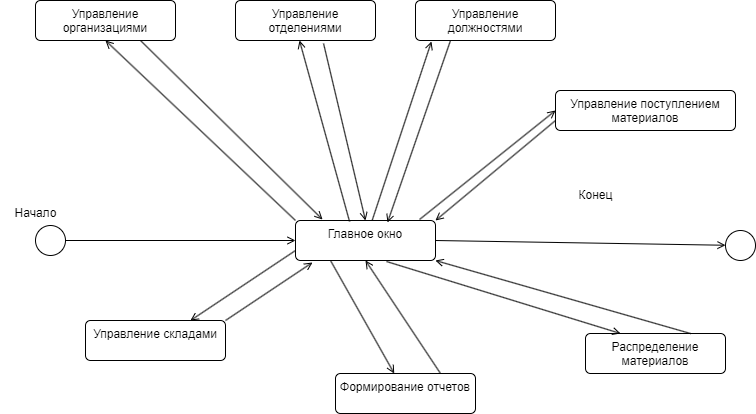 Управление
организациями
Управление
отделениями
Управление
должностями
Управление поступлением
материалов
Конец
Начало
Главное окно
Управление складами
Распределение
материалов
Формирование отчетов